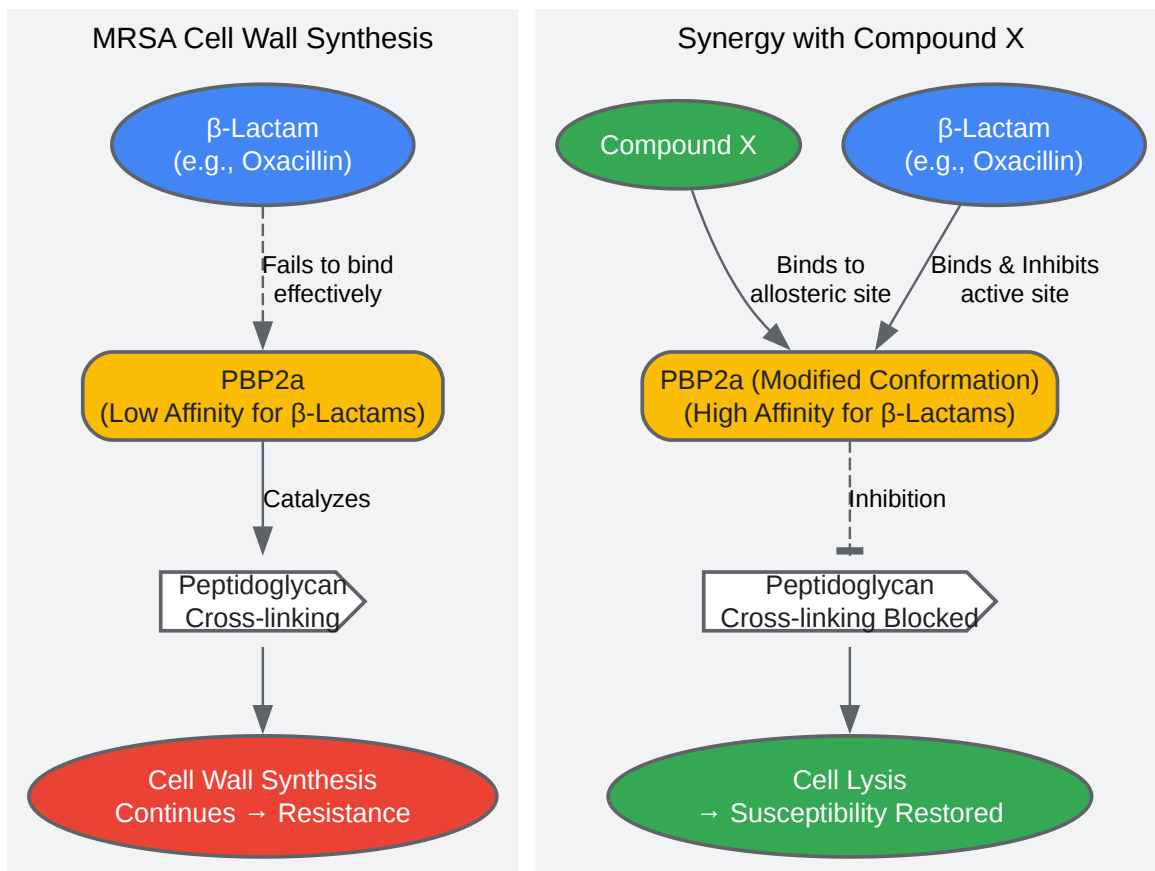 MRSA Cell Wall Synthesis
β-Lactam
(e.g., Oxacillin)
Fails to bind
effectively
PBP2a
(Low Affinity for β-Lactams)
Catalyzes
Peptidoglycan
Cross-linking
Cell Wall Synthesis
Continues → Resistance
Synergy with Compound X
Compound X
β-Lactam
(e.g., Oxacillin)
Binds to
allosteric site
Binds & Inhibits
active site
PBP2a (Modified Conformation)
(High Affinity for β-Lactams)
Inhibition
Peptidoglycan
Cross-linking Blocked
Cell Lysis
→ Susceptibility Restored